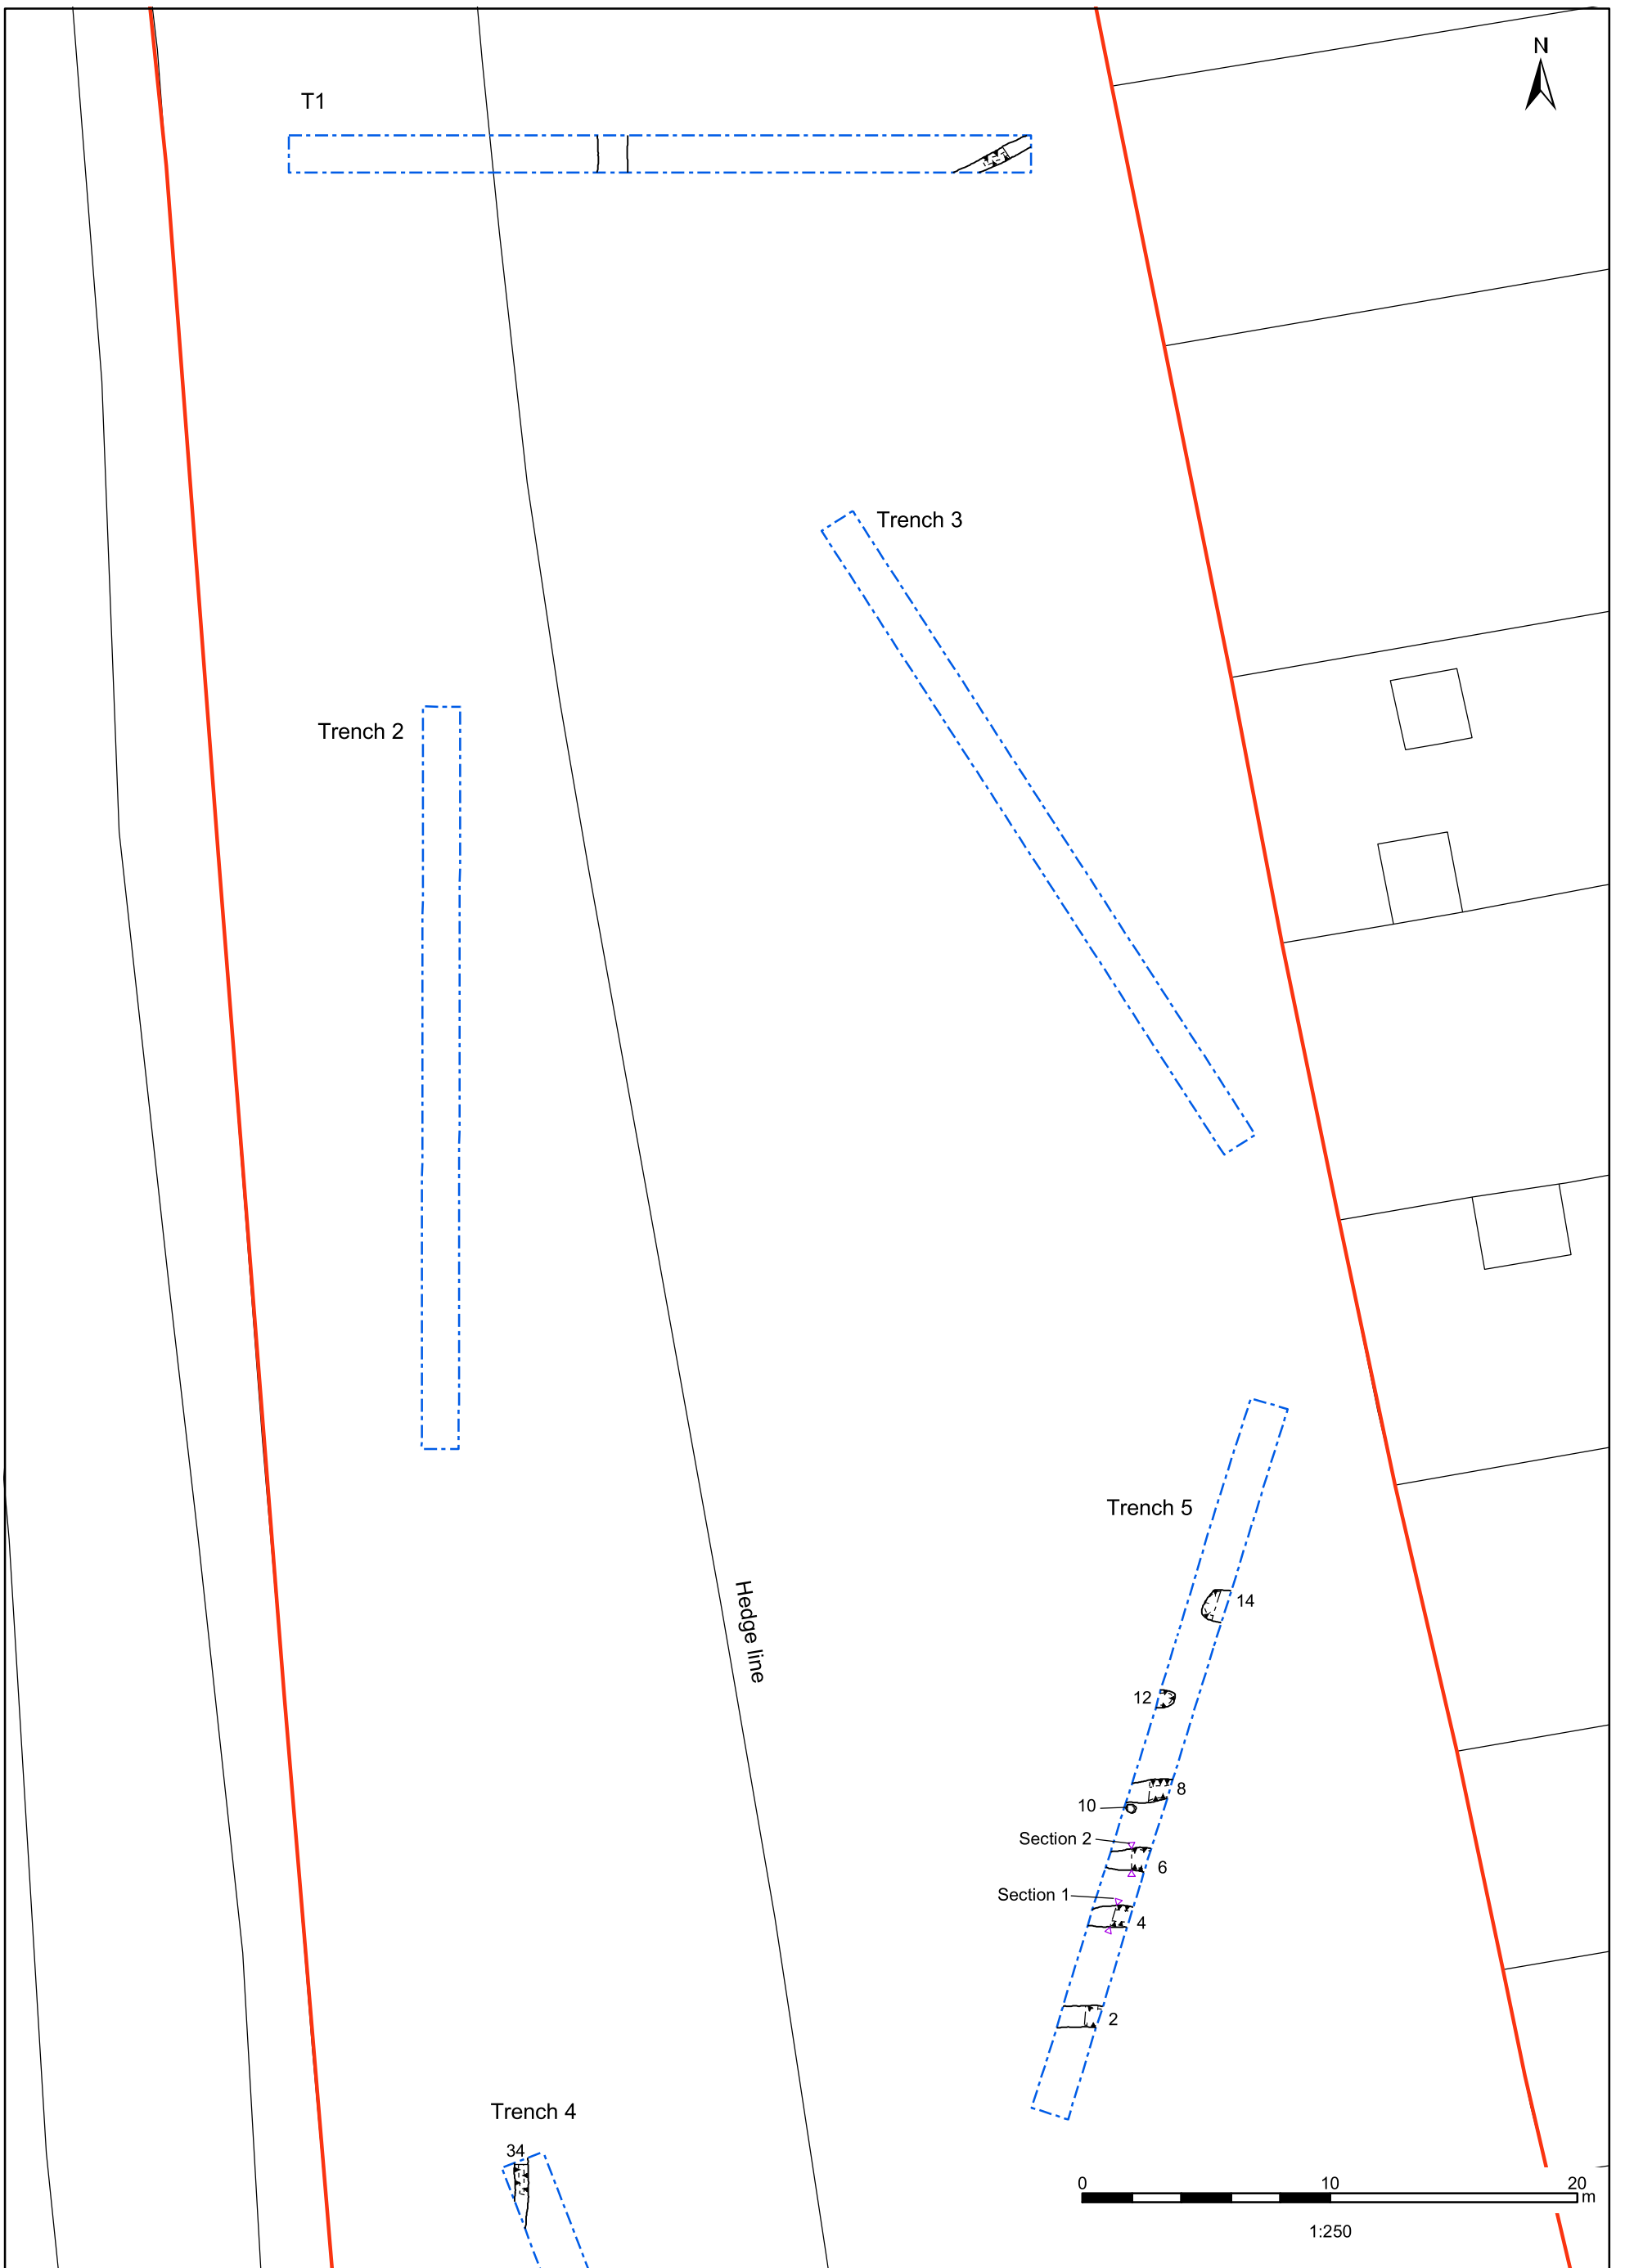 N
T1
Trench 3
Trench 2
Trench 5
Hedge line
14
12
8
10
Section 2
6
Section 1
4
2
Trench 4
34
0 10 20
m
1:250